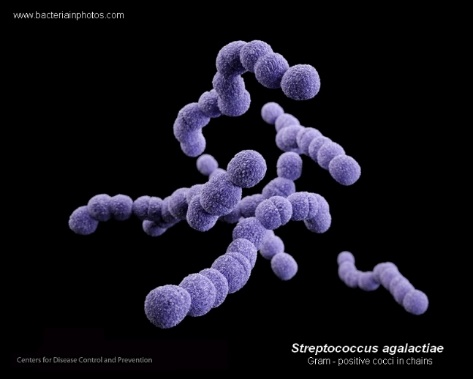 www.bacteriainphotos.com
Streptococcus agalactiae
Gram - positive cocci in chains
Centers for Disease Control and Prevention